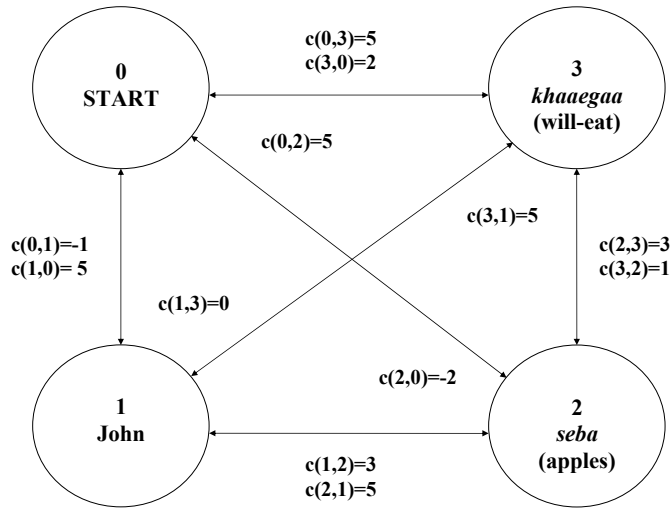 0
START
c(0,3)=5
c(3,0)=2
3
khaaegaa
(will-eat)
c(0,2)=5
c(3,1)=5
c(0,1)=-1
c(1,0)= 5
c(2,3)=3
c(3,2)=1
c(1,3)=0
c(2,0)=-2
1
John
2
seba
(apples)
c(1,2)=3
c(2,1)=5